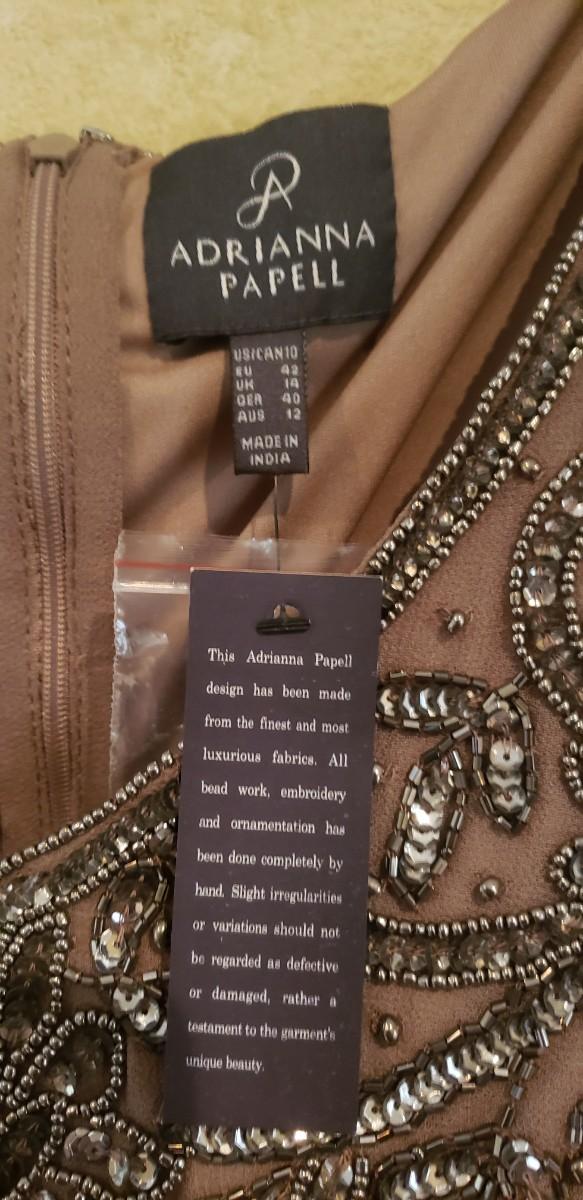 ADRIANNA
PAPELL
US/CAN 10
EU 42
UK 14
GER 40
AUS 12
MADE IN
INDIA
This Adrianna Papell
design has been made
from the finest and most
luxurious fabrics. All
bead work, embroidery
and ornamentation has
been done completely by
hand. Slight irregularities
or variations should not
be regarded as defective
or damaged, rather a
testament to the garment's
unique beauty.